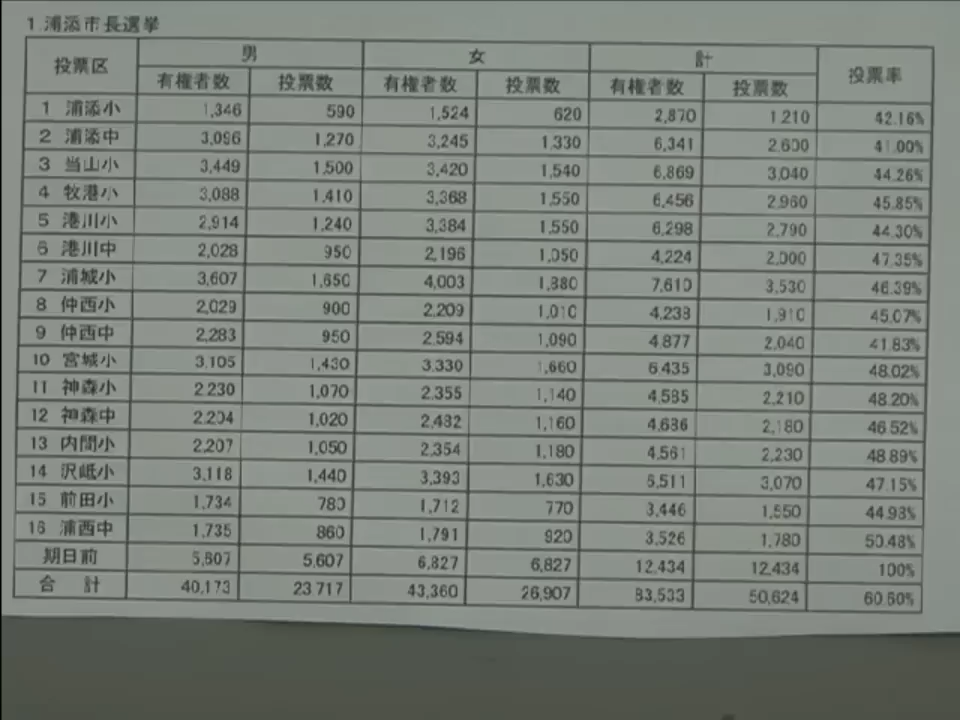 1 浦添市長選挙
投票区 男 女 計 投票率
有権者数 投票数 有権者数 投票数 有権者数 投票数
1 浦添小 1,346 590 1,524 620 2,870 1,210 42.16%
2 浦添中 3,096 1,270 3,245 1,330 6,341 2,600 41.00%
3 当山小 3,449 1,500 3,420 1,540 6,869 3,040 44.26%
4 牧港小 3,088 1,410 3,368 1,550 6,456 2,960 45.85%
5 港川小 2,914 1,240 3,384 1,550 6,298 2,790 44.30%
6 港川中 2,028 950 2,196 1,050 4,224 2,000 47.35%
7 浦城小 3,607 1,650 4,003 1,880 7,610 3,530 46.39%
8 仲西小 2,029 900 2,209 1,010 4,238 1,910 45.07%
9 仲西中 2,283 950 2,594 1,090 4,877 2,040 41.83%
10 宮城小 3,105 1,430 3,330 1,660 6,435 3,090 48.02%
11 神森小 2,230 1,070 2,355 1,140 4,585 2,210 48.20%
12 神森中 2,204 1,020 2,482 1,160 4,686 2,180 46.52%
13 内間小 2,207 1,050 2,354 1,180 4,561 2,230 48.89%
14 沢岻小 3,118 1,440 3,393 1,630 6,511 3,070 47.15%
15 前田小 1,734 780 1,712 770 3,446 1,550 44.98%
16 浦西中 1,735 860 1,791 920 3,526 1,780 50.48%
期日前 5,607 5,607 6,827 6,827 12,434 12,434 100%
合計 40,173 23,717 43,360 26,907 83,533 50,624 60.60%